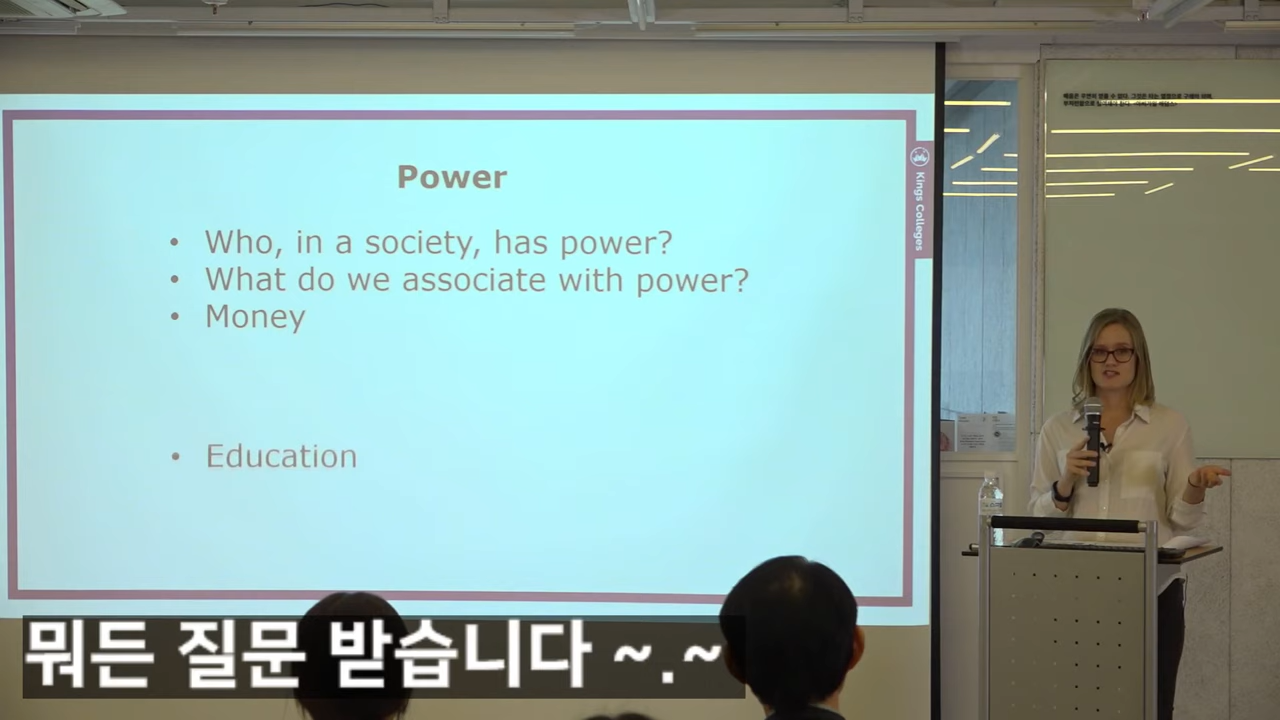 Power
• Who, in a society, has power?
• What do we associate with power?
• Money
• Education
Kings Colleges
뭐든 질문 받습니다 ~.~